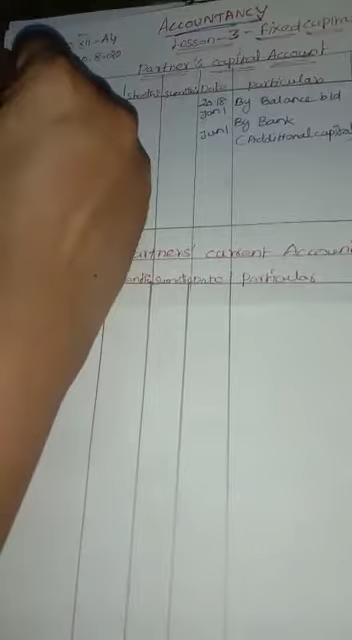 ACCOUNTANCY
XII-A4
Lesson-3-Fixed capital
Partner's capital Account
Date particulars
2018
Jan 1 By Balance b/d
Jun 1 By Bank
(Additional capital
Partners' current Account
Date Particulars